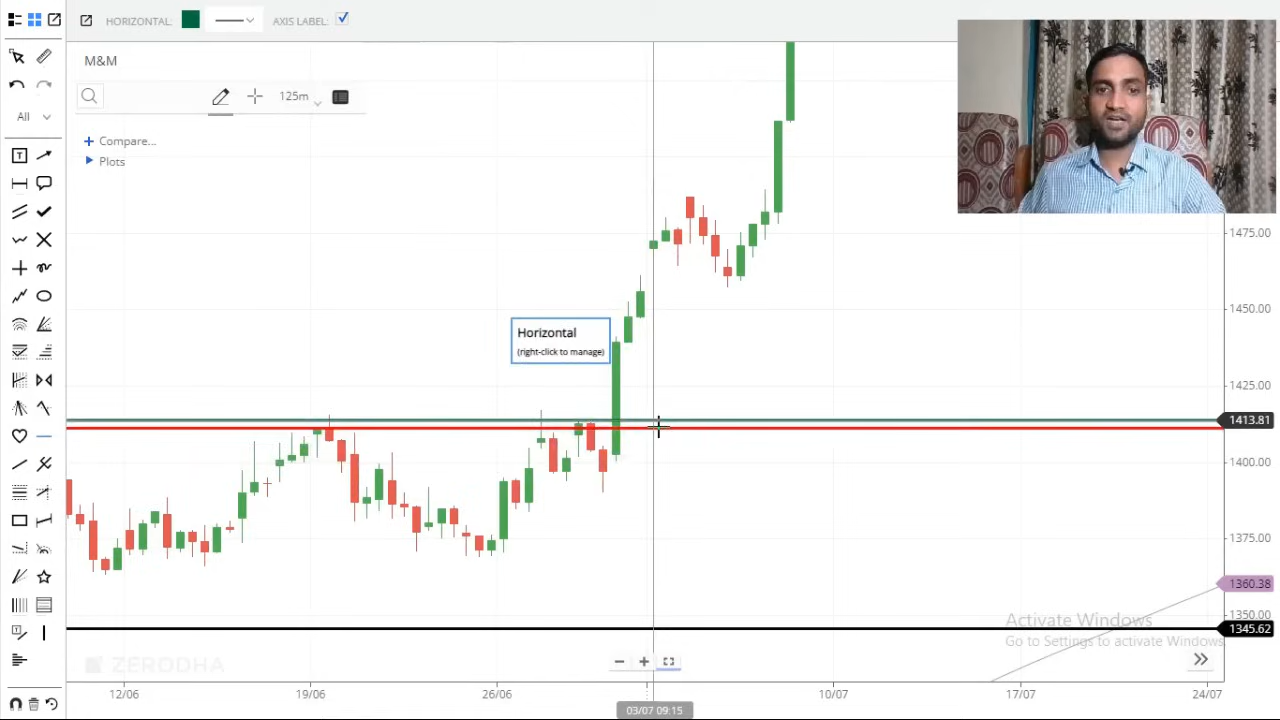 HORIZONTAL:
AXIS LABEL:
M&M
All
125m
Compare...
Plots
Horizontal
(right-click to manage)
1475.00
1450.00
1425.00
1413.81
1400.00
1375.00
1360.38
1350.00
1345.62
Activate Windows
Go to Settings to activate Windows
ZERODHA
12/06
19/06
26/06
10/07
17/07
24/07
03/07 09:15